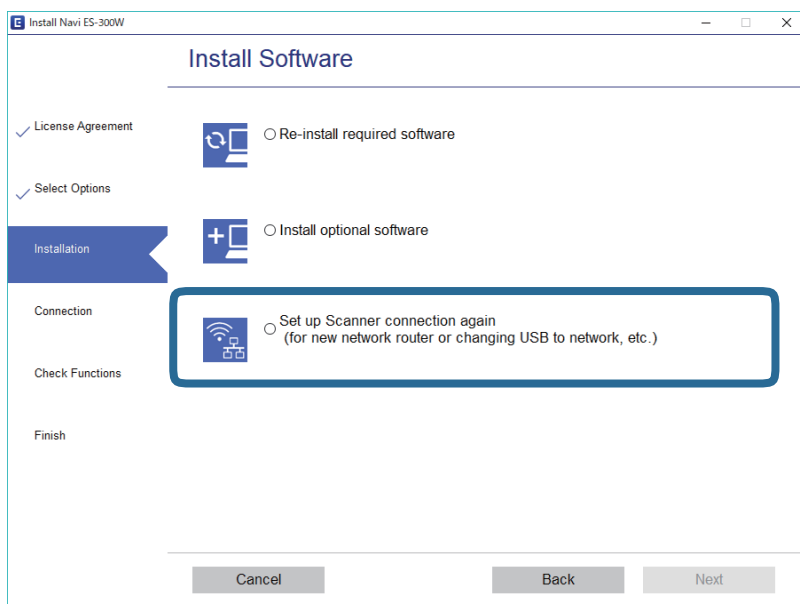 Install Navi ES-300W
Install Software
License Agreement
Select Options
Installation
Connection
Check Functions
Finish
Re-install required software
Install optional software
Set up Scanner connection again
(for new network router or changing USB to network, etc.)
Cancel
Back
Next